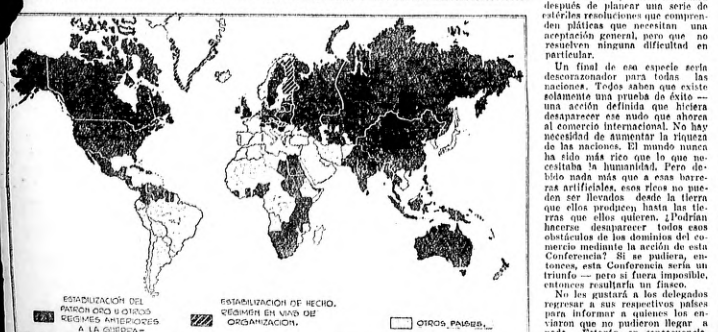 después de planear una serie de
estériles resoluciones que compren-
den pláticas que necesitan una
aceptación general, pero que no
resuelven ninguna dificultad en
particular.
Un final de esa especie sería
descorazonador para todas las
naciones. Todos saben que existe
solamente una prueba de éxito —
una acción definida que hiciera
desaparecer ese nudo que ahorca
al comercio internacional. No hay
necesidad de aumentar la riqueza
de las naciones. El mundo nunca
ha sido más rico que lo que ne-
cesitaba la humanidad. Pero de-
bido nada más que a esas barre-
ras artificiales, esos ricos no pue-
den ser llevados desde la tierra
que ellos producen hasta las tie-
rras que ellos quieren. ¿Podrían
hacerse desaparecer todos esos
obstáculos de los dominios del co-
mercio mediante la acción de esta
Conferencia? Si se pudiera, en-
tonces, esta Conferencia sería un
triunfo — pero si fuera imposible,
entonces resultaría un fiasco.
No les gustará a los delegados
regresar a sus respectivos países
para informar a quienes los en-
viaron que no pudieron llegar a
ESTABILIZACIÓN DEL
PATRON ORO U OTROS
REGIMES ANTERIORES
A LA GUERRA
ESTABILIZACION DE HECHO.
RÉGIMEN EN VIAS DE
ORGANIZACION.
OTROS PAISES.